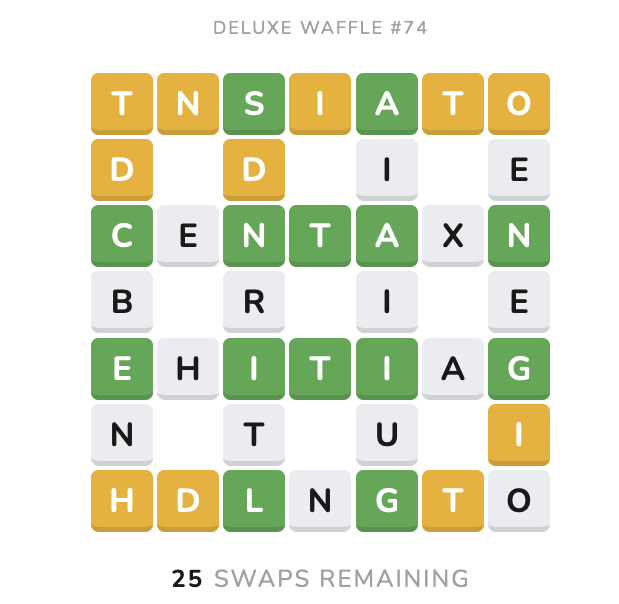 DELUXE WAFFLE #74
T N S I A T O
D D I E
C E N T A X N
B R I E
E H I T I A G
N T U I
H D L N G T O
25 SWAPS REMAINING